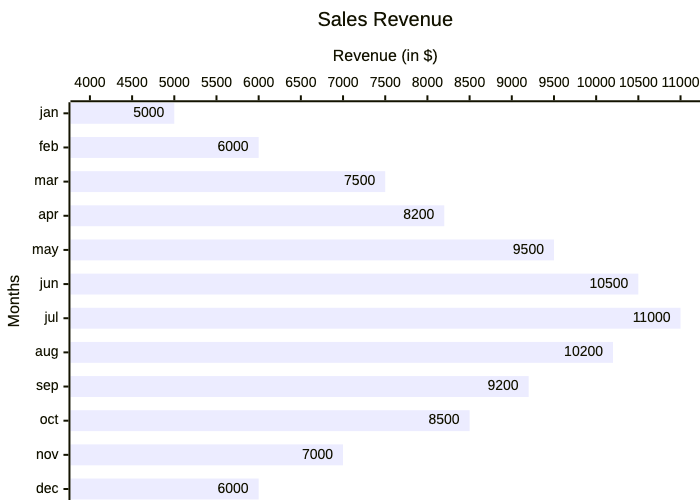 Sales Revenue
Revenue (in $)
4000 4500 5000 5500 6000 6500 7000 7500 8000 8500 9000 9500 10000 10500 11000
jan 5000
feb 6000
mar 7500
apr 8200
may 9500
jun 10500
Months
jul 11000
aug 10200
sep 9200
oct 8500
nov 7000
dec 6000